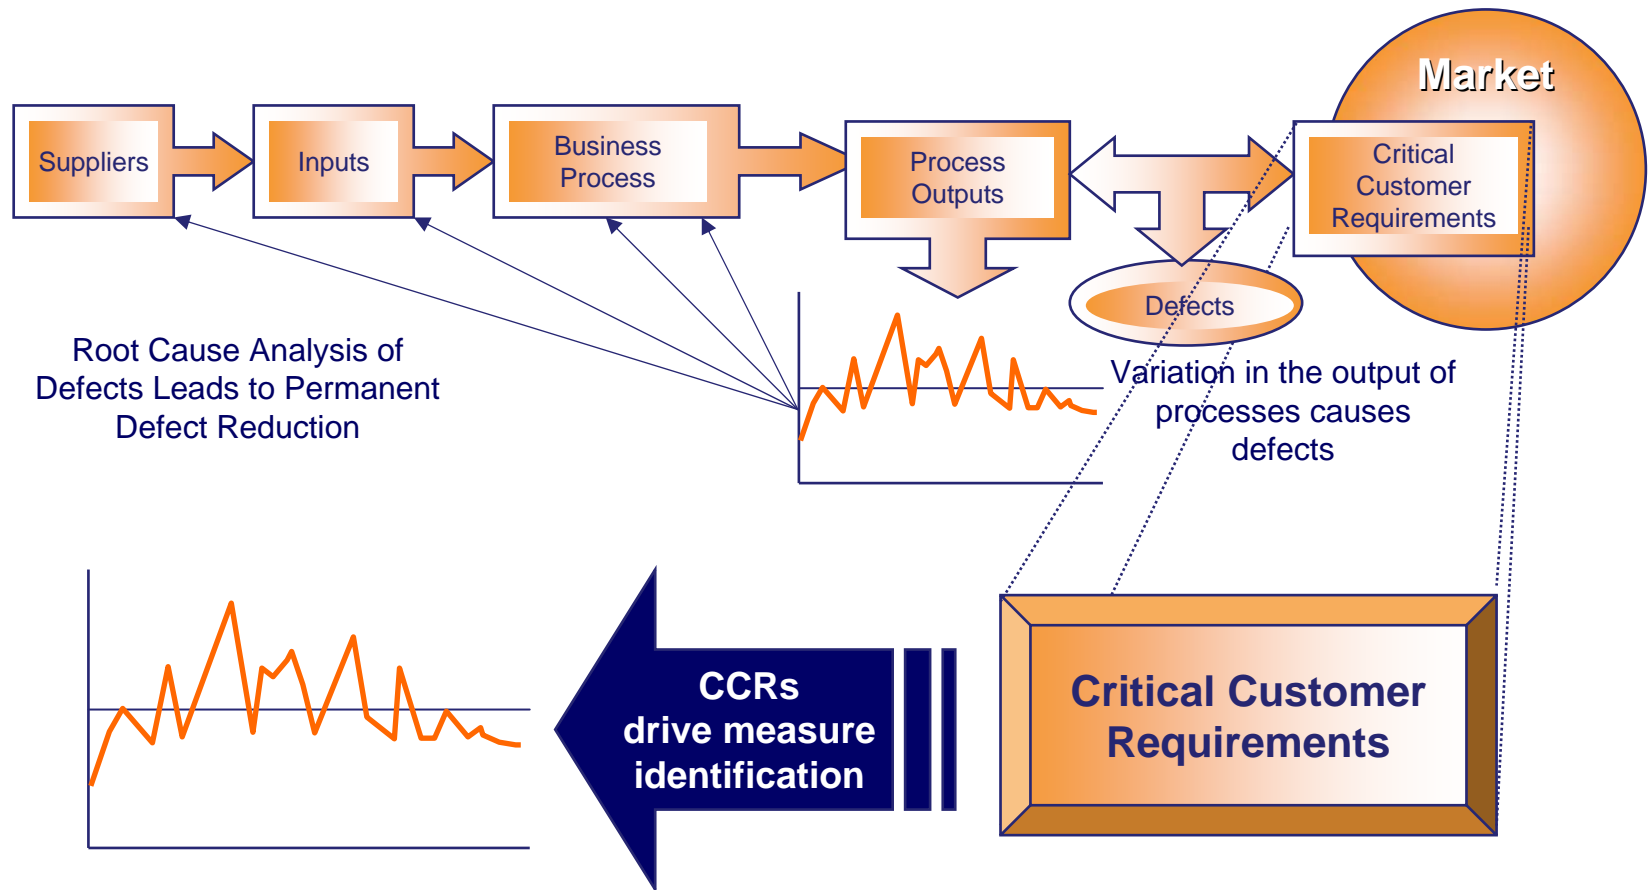 Market
Suppliers
Inputs
Business
Process
Process
Outputs
Critical
Customer
Requirements
Defects
Root Cause Analysis of
Defects Leads to Permanent
Defect Reduction
Variation in the output of
processes causes
defects
CCRs
drive measure
identification
Critical Customer
Requirements